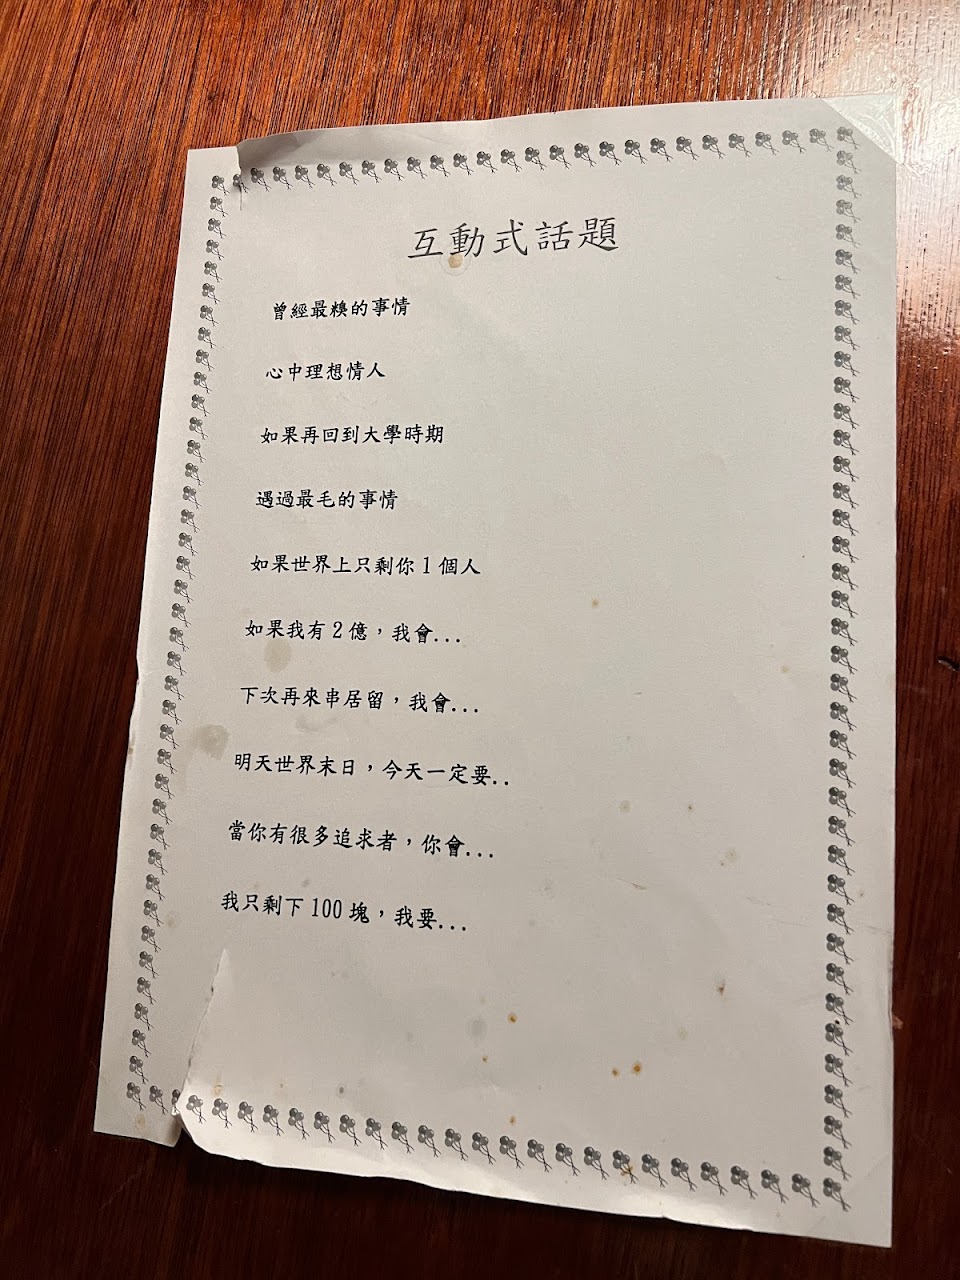 互動式話題
曾經最糗的事情
心中理想情人
如果再回到大學時期
遇過最毛的事情
如果世界上只剩你1個人
如果我有2億，我會...
下次再來串居留，我會...
明天世界末日，今天一定要..
當你有很多追求者，你會...
我只剩下100塊，我要...